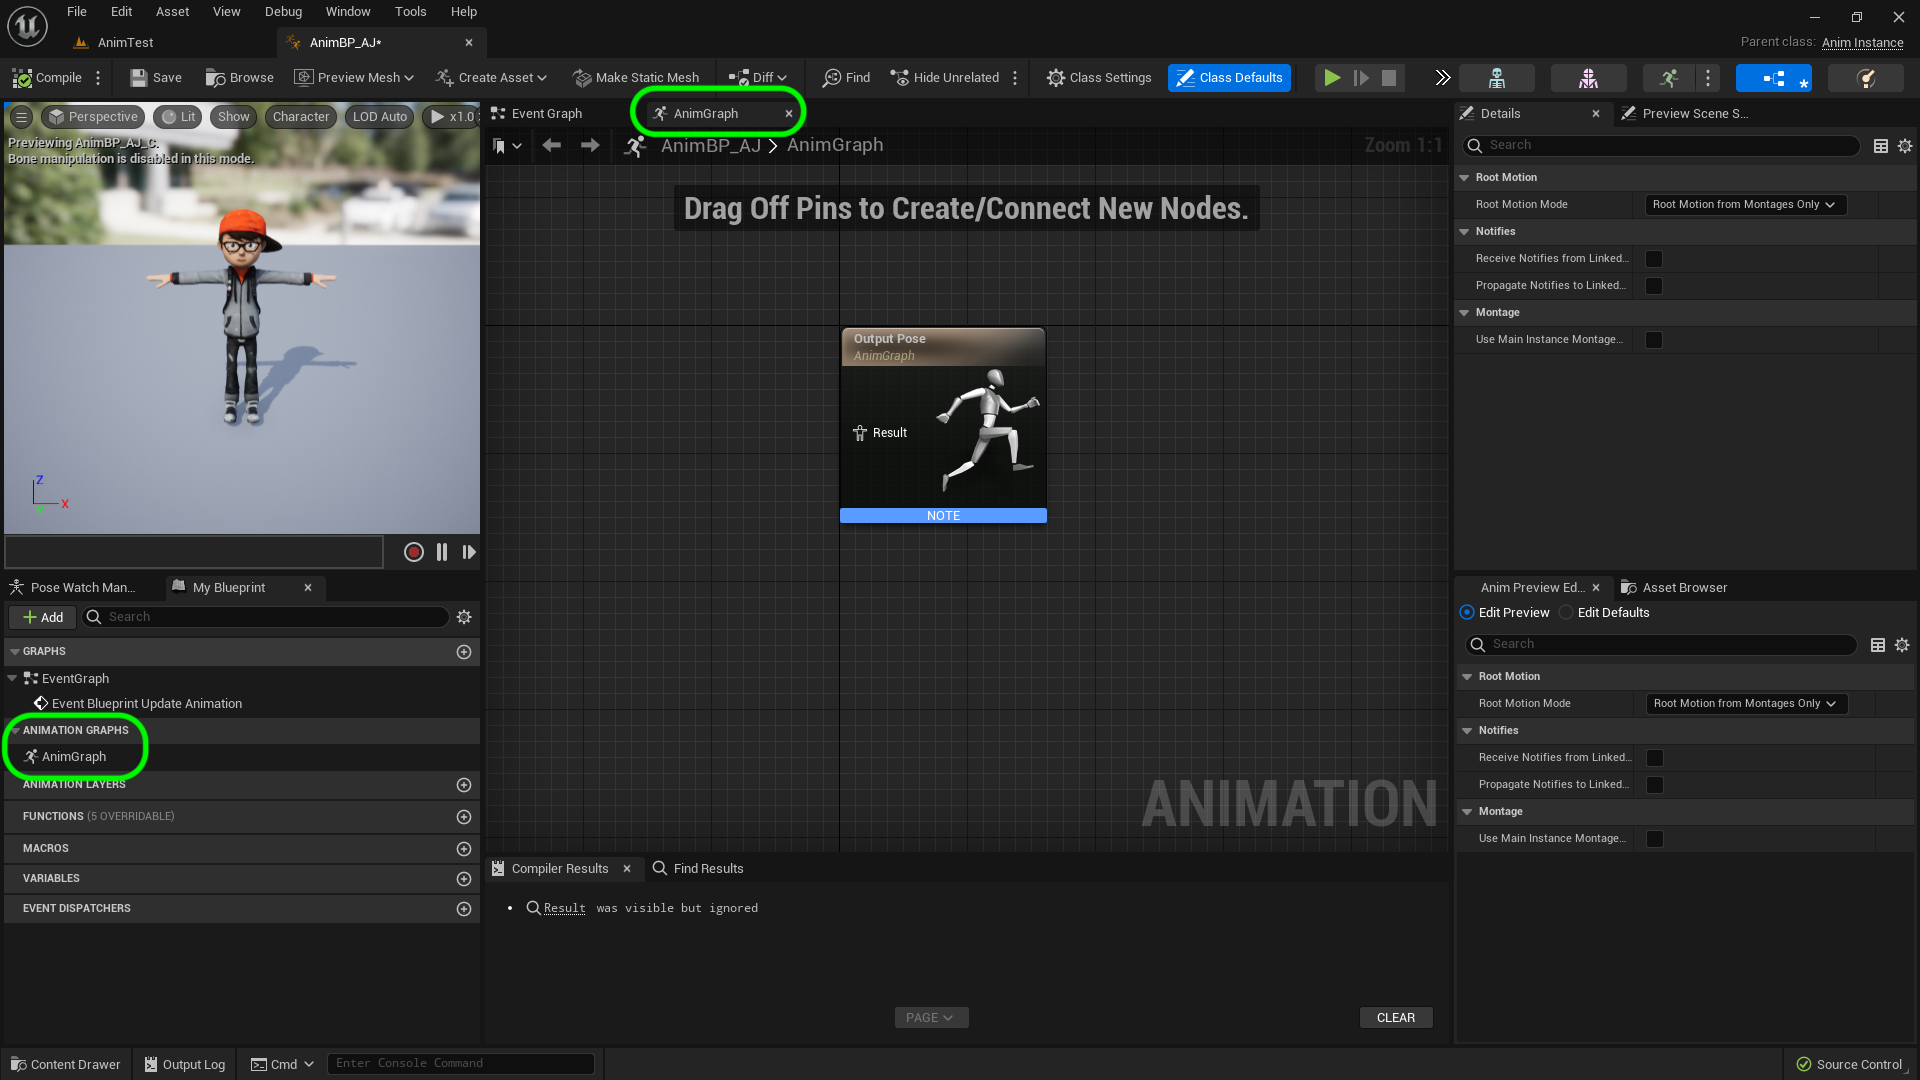 File Edit Asset View Debug Window Tools Help
AnimTest
AnimBP_AJ*
Parent class: Anim Instance
Compile
Save
Browse
Preview Mesh
Create Asset
Make Static Mesh
Diff
Find
Hide Unrelated
Class Settings
Class Defaults
Perspective
Lit
Show
Character
LOD Auto
x1.0
Previewing AnimBP_AJ_C.
Bone manipulation is disabled in this mode.
Z
X
Y
Event Graph
AnimGraph
AnimBP_AJ > AnimGraph
Zoom 1:1
Drag Off Pins to Create/Connect New Nodes.
Output Pose
AnimGraph
Result
NOTE
ANIMATION
Details
Preview Scene S...
Search
Root Motion
Root Motion Mode
Root Motion from Montages Only
Notifies
Receive Notifies from Linked...
Propagate Notifies to Linked...
Montage
Use Main Instance Montage...
Pose Watch Man...
My Blueprint
Add
Search
GRAPHS
EventGraph
Event Blueprint Update Animation
ANIMATION GRAPHS
AnimGraph
ANIMATION LAYERS
FUNCTIONS (5 OVERRIDABLE)
MACROS
VARIABLES
EVENT DISPATCHERS
Compiler Results
Find Results
Result was visible but ignored
PAGE
CLEAR
Anim Preview Ed...
Asset Browser
Edit Preview
Edit Defaults
Search
Root Motion
Root Motion Mode
Root Motion from Montages Only
Notifies
Receive Notifies from Linked...
Propagate Notifies to Linked...
Montage
Use Main Instance Montage...
Content Drawer
Output Log
Cmd
Enter Console Command
Source Control